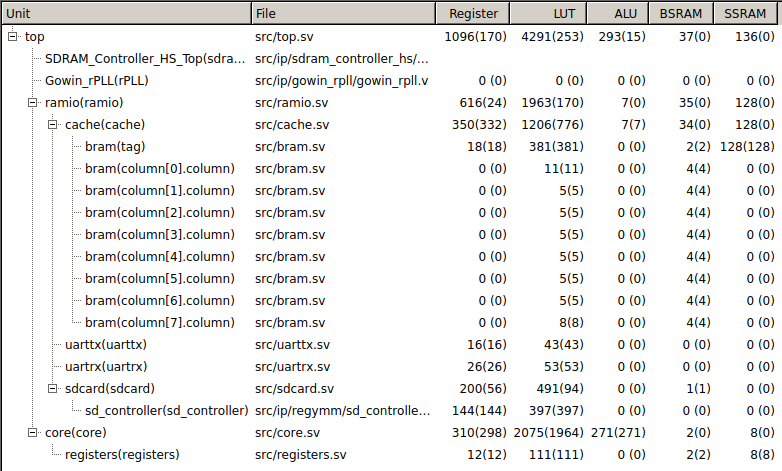 Unit File Register LUT ALU BSRAM SSRAM
top src/top.sv 1096(170) 4291(253) 293(15) 37(0) 136(0)
SDRAM_Controller_HS_Top(sdra... src/ip/sdram_controller_hs/...
Gowin_rPLL(rPLL) src/ip/gowin_rpll/gowin_rpll.v 0 (0) 0 (0) 0 (0) 0 (0) 0 (0)
ramio(ramio) src/ramio.sv 616(24) 1963(170) 7(0) 35(0) 128(0)
cache(cache) src/cache.sv 350(332) 1206(776) 7(7) 34(0) 128(0)
bram(tag) src/bram.sv 18(18) 381(381) 0 (0) 2(2) 128(128)
bram(column[0].column) src/bram.sv 0 (0) 11(11) 0 (0) 4(4) 0 (0)
bram(column[1].column) src/bram.sv 0 (0) 5(5) 0 (0) 4(4) 0 (0)
bram(column[2].column) src/bram.sv 0 (0) 5(5) 0 (0) 4(4) 0 (0)
bram(column[3].column) src/bram.sv 0 (0) 5(5) 0 (0) 4(4) 0 (0)
bram(column[4].column) src/bram.sv 0 (0) 5(5) 0 (0) 4(4) 0 (0)
bram(column[5].column) src/bram.sv 0 (0) 5(5) 0 (0) 4(4) 0 (0)
bram(column[6].column) src/bram.sv 0 (0) 5(5) 0 (0) 4(4) 0 (0)
bram(column[7].column) src/bram.sv 0 (0) 8(8) 0 (0) 4(4) 0 (0)
uarttx(uarttx) src/uarttx.sv 16(16) 43(43) 0 (0) 0 (0) 0 (0)
uartrx(uartrx) src/uartrx.sv 26(26) 53(53) 0 (0) 0 (0) 0 (0)
sdcard(sdcard) src/sdcard.sv 200(56) 491(94) 0 (0) 1(1) 0 (0)
sd_controller(sd_controller) src/ip/regymm/sd_controlle... 144(144) 397(397) 0 (0) 0 (0) 0 (0)
core(core) src/core.sv 310(298) 2075(1964) 271(271) 2(0) 8(0)
registers(registers) src/registers.sv 12(12) 111(111) 0 (0) 2(2) 8(8)